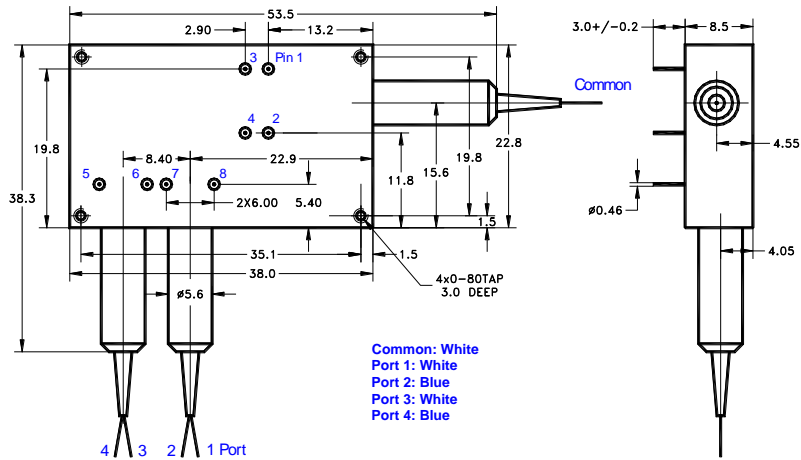 53.5
2.90
13.2
3.0+/-0.2
8.5
3
Pin 1
Common
4
2
19.8
8.40
22.9
11.8
15.6
19.8
22.8
4.55
38.3
5
6
7
8
2X6.00
5.40
1.5
ø0.46
35.1
1.5
4.05
38.0
4x0-80TAP
3.0 DEEP
ø5.6
Common: White
Port 1: White
Port 2: Blue
Port 3: White
Port 4: Blue
4 3 2 1 Port